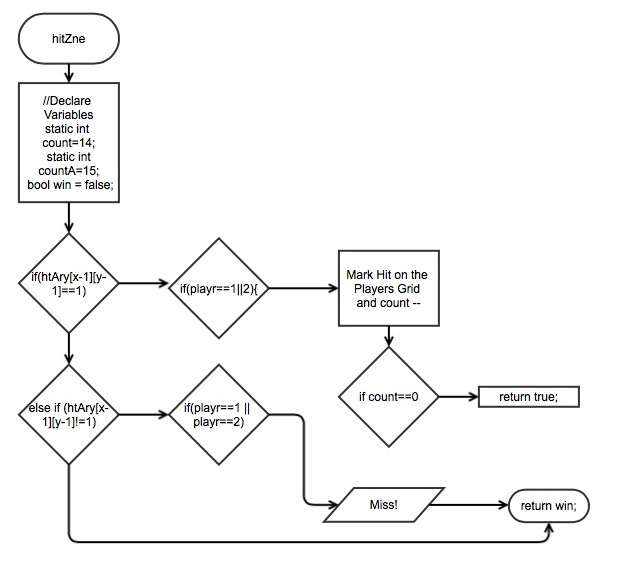 hitZne
//Declare
Variables
static int
count=14;
static int
countA=15;
bool win = false;
if(htAry[x-1][y-
1]==1)
if(playr==1||2){
Mark Hit on the
Players Grid
and count --
if count==0
return true;
else if (htAry[x-
1][y-1]!=1)
if(playr==1 ||
playr==2)
Miss!
return win;